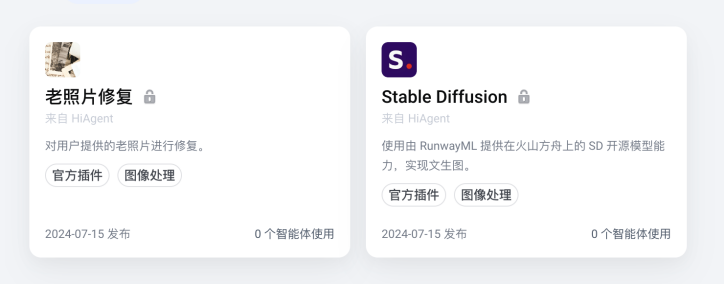 老照片修复
来自 HiAgent
对用户提供的老照片进行修复。
官方插件 图像处理
2024-07-15 发布 0 个智能体使用
S.
Stable Diffusion
来自 HiAgent
使用由 RunwayML 提供在火山方舟上的 SD 开源模型能
力，实现文生图。
官方插件 图像处理
2024-07-15 发布 0 个智能体使用